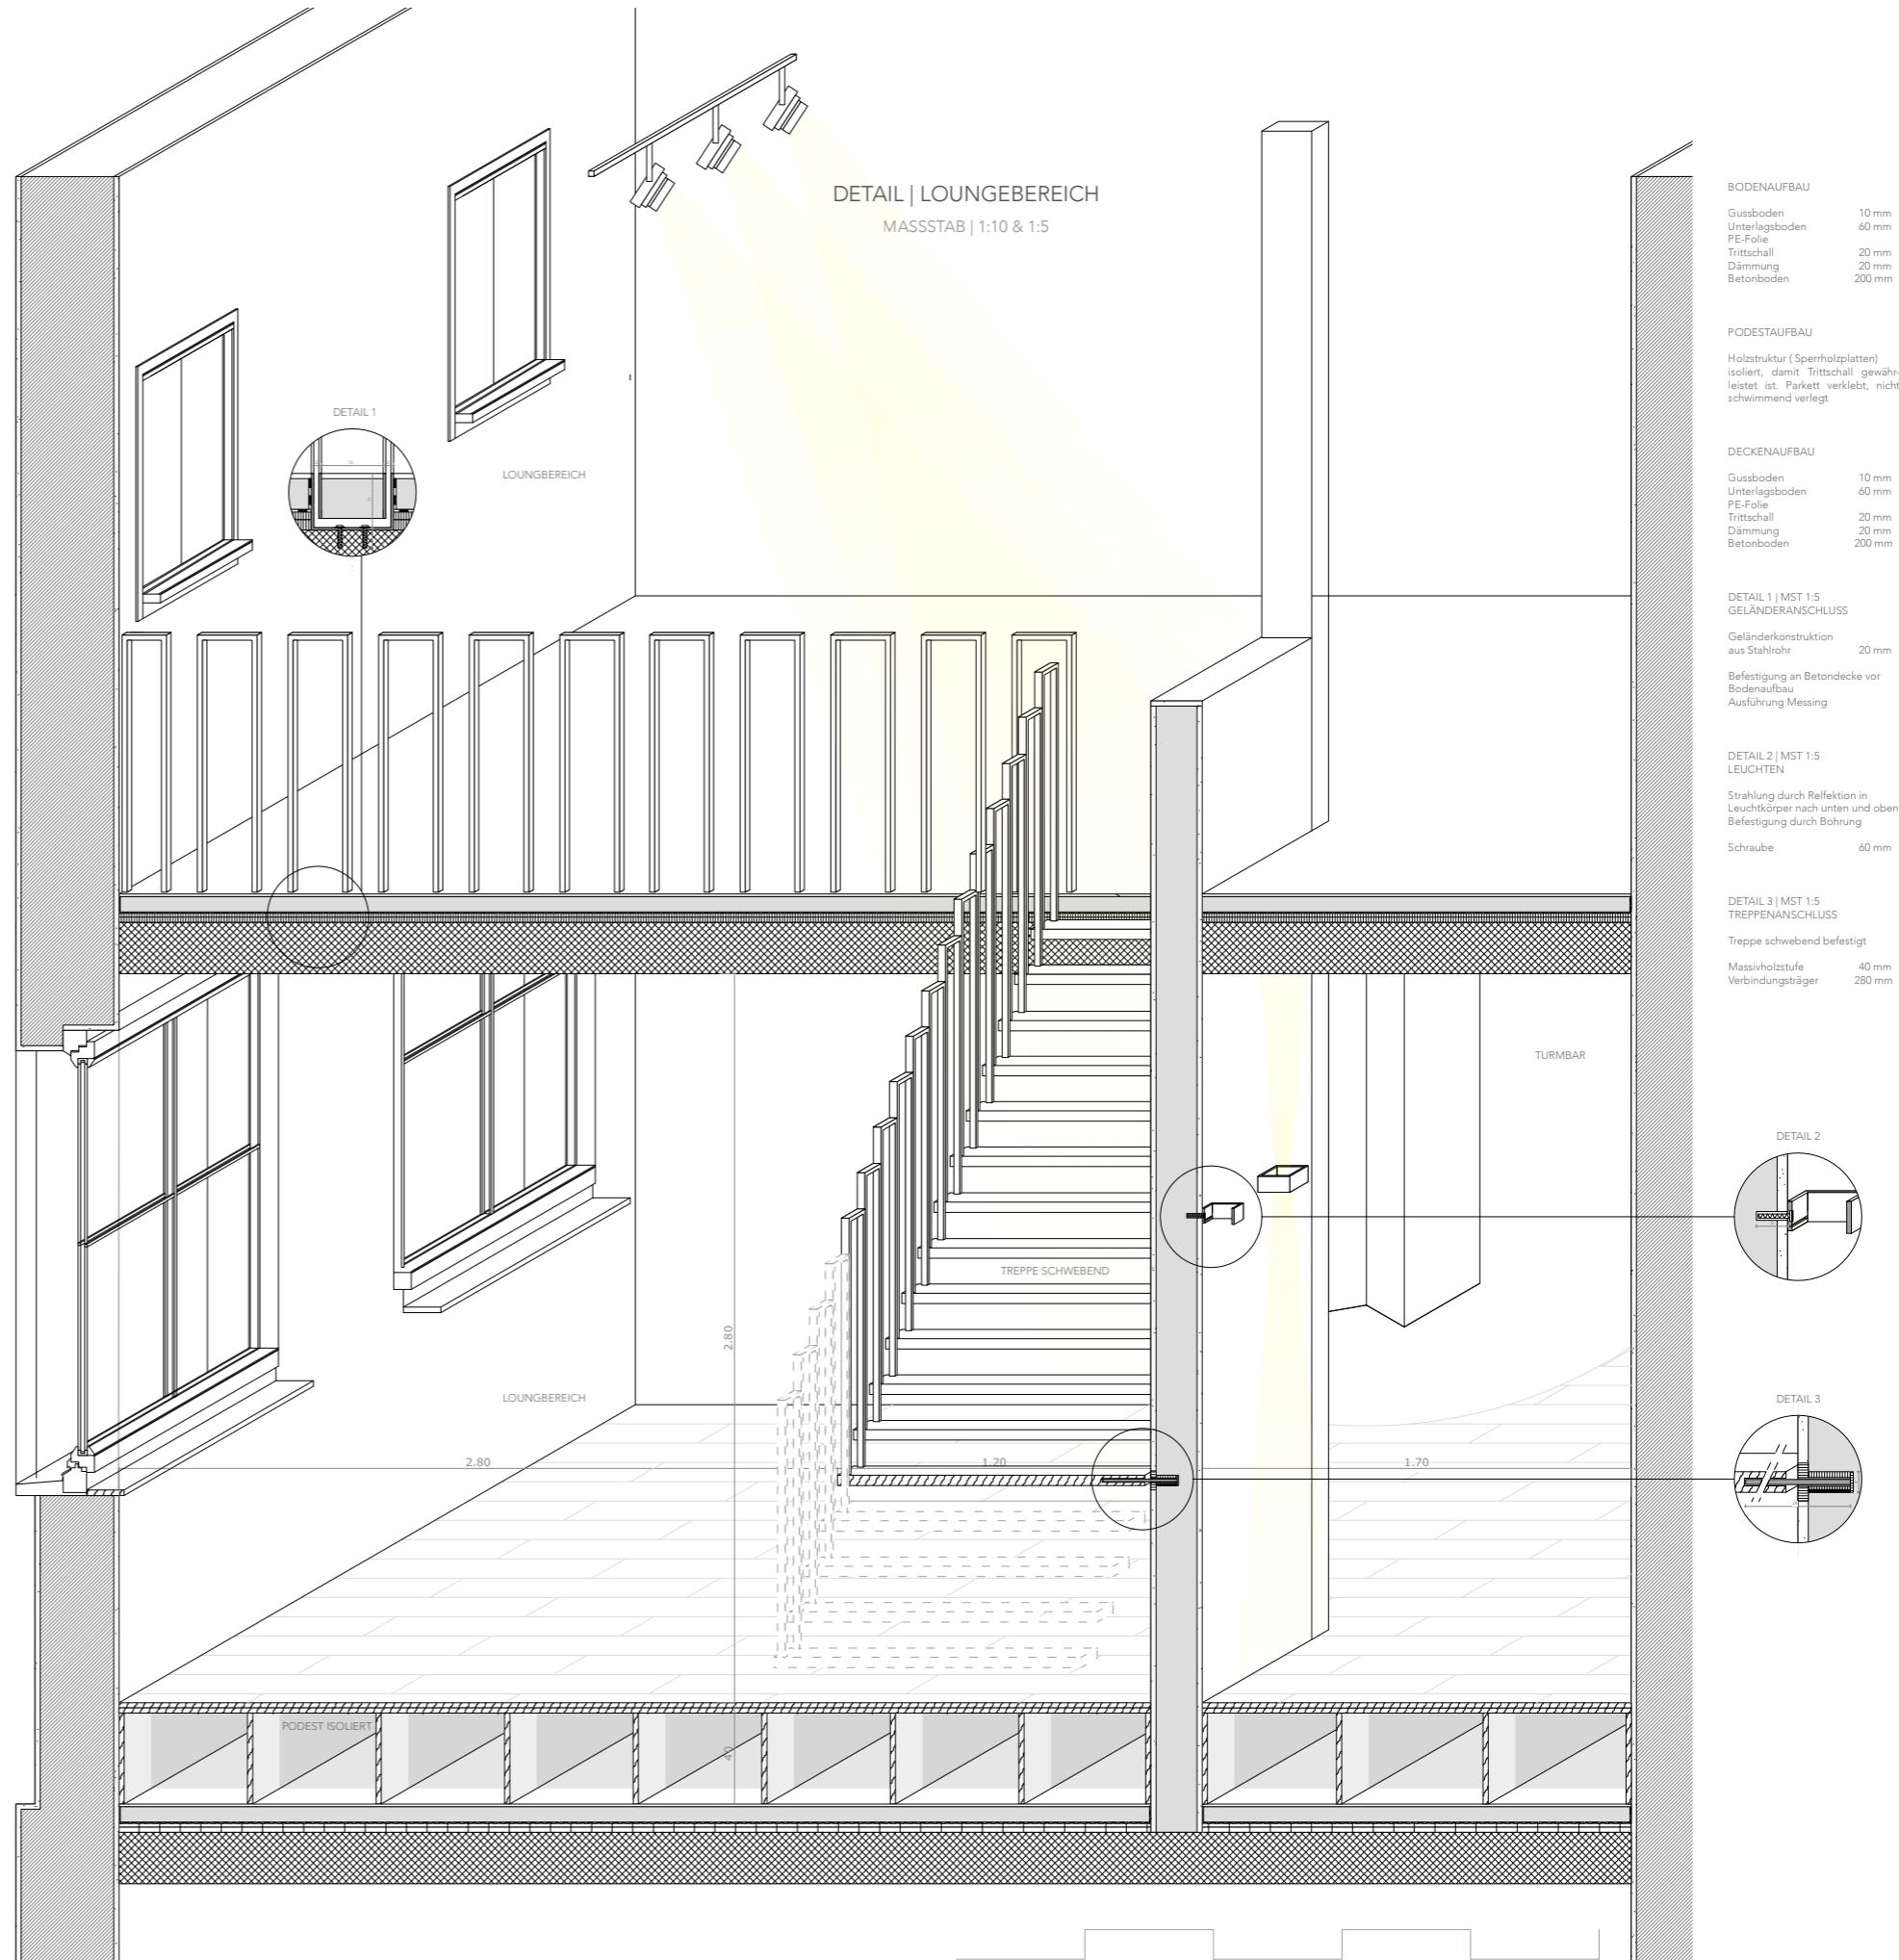 DETAIL | LOUNGEBEREICH
MASSSTAB | 1:10 & 1:5
DETAIL 1
LOUNGBEREICH
TURMBAR
DETAIL 2
TREPPE SCHWEBEND
2.80
LOUNGBEREICH
DETAIL 3
2.80
1.20
1.70
PODEST ISOLIERT
40
BODENAUFBAU
Gussboden 10 mm
Unterlagsboden 60 mm
PE-Folie
Trittschall 20 mm
Dämmung 20 mm
Betonboden 200 mm
PODESTAUFBAU
Holzstruktur ( Sperrholzplatten)
isoliert, damit Trittschall gewähr-
leistet ist. Parkett verklebt, nicht
schwimmend verlegt
DECKENAUFBAU
Gussboden 10 mm
Unterlagsboden 60 mm
PE-Folie
Trittschall 20 mm
Dämmung 20 mm
Betonboden 200 mm
DETAIL 1 | MST 1:5
GELÄNDERANSCHLUSS
Geländerkonstruktion
aus Stahlrohr 20 mm
Befestigung an Betondecke vor
Bodenaufbau
Ausführung Messing
DETAIL 2 | MST 1:5
LEUCHTEN
Strahlung durch Relfektion in
Leuchtkörper nach unten und oben
Befestigung durch Bohrung
Schraube 60 mm
DETAIL 3 | MST 1:5
TREPPENANSCHLUSS
Treppe schwebend befestigt
Massivholzstufe 40 mm
Verbindungsträger 280 mm